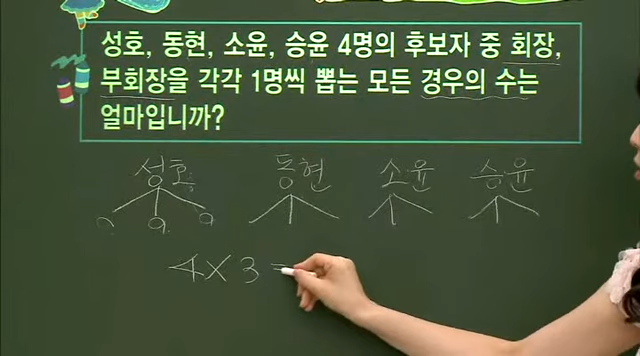 성호, 동현, 소윤, 승윤 4명의 후보자 중 회장,
부회장을 각각 1명씩 뽑는 모든 경우의 수는
얼마입니까?
성호 동현 소윤 승윤
4×3=